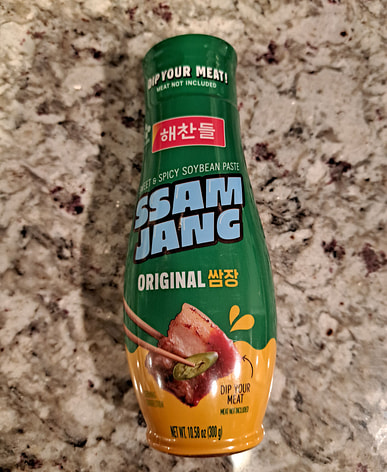 DIP YOUR MEAT!
MEAT NOT INCLUDED
해찬들
SWEET & SPICY SOYBEAN PASTE
SSAM
JANG
ORIGINAL 쌈장
DIP YOUR
MEAT
MEAT NOT INCLUDED
NET WT. 10.58 oz (300 g)